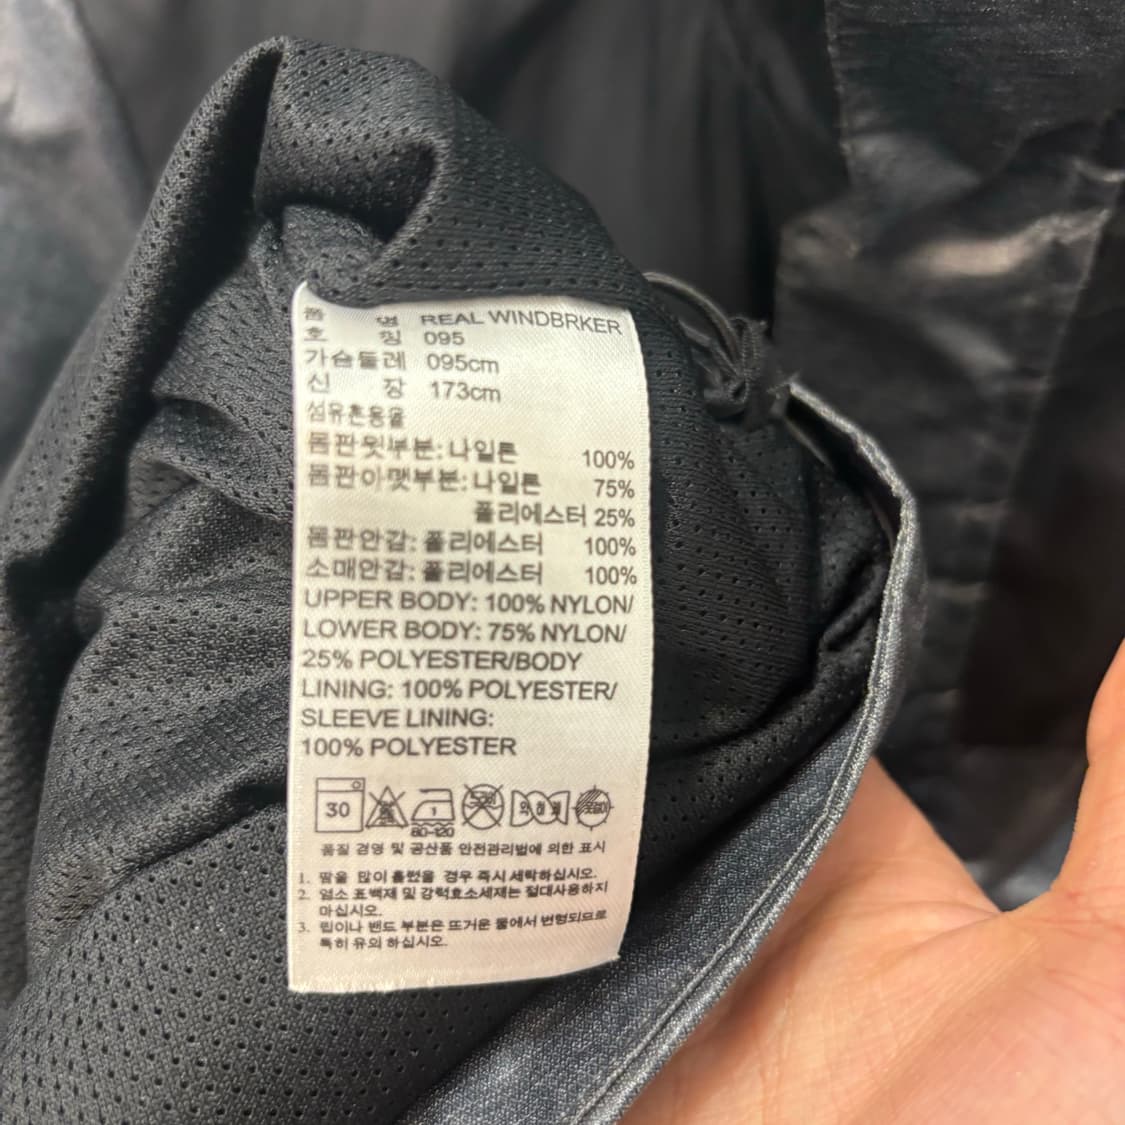 품 명 REAL WINDBRKER
호 칭 095
가슴둘레 095cm
신 장 173cm
섬유혼용율
몸판윗부분:나일론 100%
몸판아랫부분:나일론 75%
폴리에스터 25%
몸판안감: 폴리에스터 100%
소매안감: 폴리에스터 100%
UPPER BODY: 100% NYLON/
LOWER BODY: 75% NYLON/
25% POLYESTER/BODY
LINING: 100% POLYESTER/
SLEEVE LINING:
100% POLYESTER
30 1
80-120
품질 경영 및 공산품 안전관리법에 의한 표시
1. 땀을 많이 흘렸을 경우 즉시 세탁하십시오.
2. 염소 표백제 및 강력효소세제는 절대사용하지
마십시오.
3. 립이나 밴드 부분은 뜨거운 물에서 변형되므로
특히 유의 하십시오.